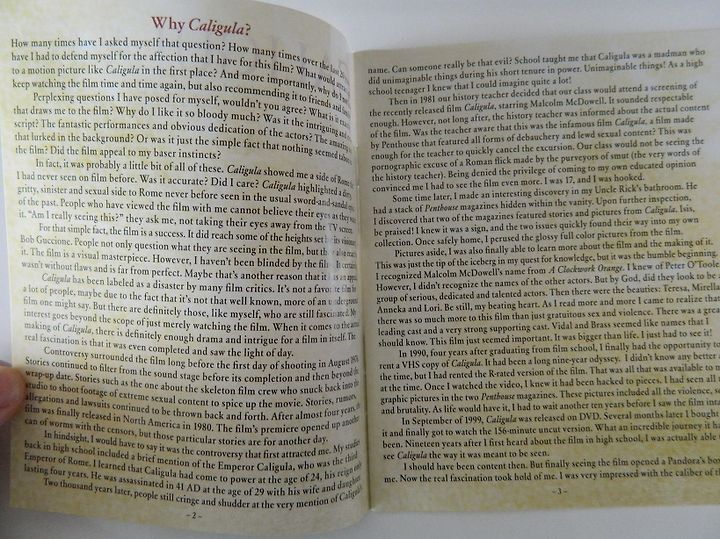 Why Caligula?
How many times have I asked myself that question? How many times over the last 20
have I had to defend myself for the affection that I have for this film? What would
to a motion picture like Caligula in the first place? And more importantly, why do I
keep watching the film time and time again, but also recommending it to friends and
Perplexing questions I have posed for myself, wouldn't you agree? What is it
that draws me to the film? Why do I like it so bloody much? Was it the intriguing and
script? The fantastic performances and obvious dedication of the actors? The amazing
that lurked in the background? Or was it just the simple fact that nothing seemed taboo in
the film? Did the film appeal to my baser instincts?
In fact, it was probably a little bit of all of these. Caligula showed me a side of Rome
I had never seen on film before. Was it accurate? Did I care? Caligula highlighted a dark,
gritty, sinister and sexual side to Rome never before seen in the usual sword-and-sandal
of the past. People who have viewed the film with me cannot believe their eyes as they
it. "Am I really seeing this?" they ask me, not taking their eyes away from the TV screen.
For that simple fact, the film is a success. It did reach some of the heights set by its visionary
Bob Guccione. People not only question what they are seeing in the film, but they also react
it. The film is a visual masterpiece. However, I haven't been blinded by the film. It certainly
wasn't without flaws and is far from perfect. Maybe that's another reason that it
Caligula has been labeled as a disaster by many film critics. It's not a favorite film for
a lot of people, maybe due to the fact that it's not that well known, more of an underground
film one might say. But there are definitely those, like myself, who are still fascinated. My
interest goes beyond the scope of just merely watching the film. When it comes to the actual
making of Caligula, there is definitely enough drama and intrigue for a film in itself. The
real fascination is that it was even completed and saw the light of day.
Controversy surrounded the film long before the first day of shooting in August 1976.
Stories continued to filter from the sound stage before its completion and then beyond the
wrap-up date. Stories such as the one about the skeleton film crew who snuck back into the
studio to shoot footage of extreme sexual content to spice up the movie. Stories, rumors,
allegations and lawsuits continued to be thrown back and forth. After almost four years, the
film was finally released in North America in 1980. The film's premiere opened up another
can of worms with the censors, but those particular stories are for another day.
In hindsight, I would have to say it was the controversy that first attracted me. My studies
back in high school included a brief mention of the Emperor Caligula, who was the third
Emperor of Rome. I learned that Caligula had come to power at the age of 24, his reign only
lasting four years. He was assassinated in 41 AD at the age of 29 with his wife and daughter.
Two thousand years later, people still cringe and shudder at the very mention of Caligula's
– 2 –
name. Can someone really be that evil? School taught me that Caligula was a madman who
did unimaginable things during his short tenure in power. Unimaginable things! As a high
school teenager I knew that I could imagine quite a lot!
Then in 1981 our history teacher decided that our class would attend a screening of
the recently released film Caligula, starring Malcolm McDowell. It sounded respectable
enough. However, not long after, the history teacher was informed about the actual content
of the film. Was the teacher aware that this was the infamous film Caligula, a film made
by Penthouse that featured all forms of debauchery and lewd sexual content? This was
enough for the teacher to quickly cancel the excursion. Our class would not be seeing the
pornographic excess of a Roman flick made by the purveyors of smut (the very words of
the history teacher). Being denied the privilege of coming to my own educated opinion
convinced me I had to see the film even more. I was 17, and I was hooked.
Some time later, I made an interesting discovery in my Uncle Rick's bathroom. He
had a stack of Penthouse magazines hidden within the vanity. Upon further inspection,
I discovered that two of the magazines featured stories and pictures from Caligula. Isis,
be praised! I knew it was a sign, and the two issues quickly found their way into my own
collection. Once safely home, I perused the glossy full color pictures from the film.
Pictures aside, I was also finally able to learn more about the film and the making of it.
This was just the tip of the iceberg in my quest for knowledge, but it was the humble beginning.
I recognized Malcolm McDowell's name from A Clockwork Orange. I knew of Peter O'Toole
However, I didn't recognize the names of the other actors. But by God, did they look to be a
group of serious, dedicated and talented actors. Then there were the beauties: Teresa, Mirella,
Anneka and Lori. Be still, my beating heart. As I read more and more I came to realize that
there was so much more to this film than just gratuitous sex and violence. There was a great
leading cast and a very strong supporting cast. Vidal and Brass seemed like names that I
should know. This film just seemed important. It was bigger than life. I just had to see it!
In 1990, four years after graduating from film school, I finally had the opportunity to
rent a VHS copy of Caligula. It had been a long nine-year odyssey. I didn't know any better
the time, but I had rented the R-rated version of the film. That was all that was available to me
at the time. Once I watched the video, I knew it had been hacked to pieces. I had seen all
graphic pictures in the two Penthouse magazines. These pictures included all the violence,
and brutality. As life would have it, I had to wait another ten years before I saw the film
In September of 1999, Caligula was released on DVD. Several months later I bought
it and finally got to watch the 156-minute uncut version. What an incredible journey it ha
been. Nineteen years after I first heard about the film in high school, I was actually able
see Caligula the way it was meant to be seen.
I should have been content then. But finally seeing the film opened a Pandora's box
me. Now the real fascination took hold of me. I was very impressed with the caliber of t
– 3 –